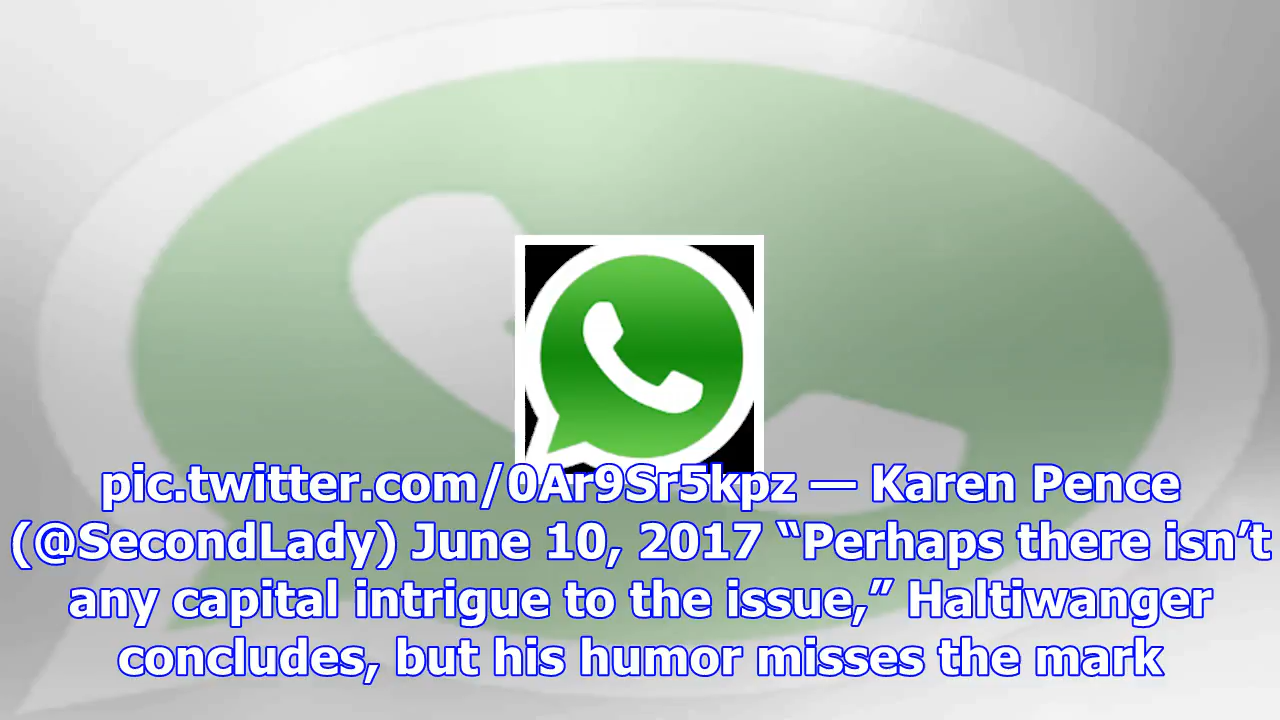 pic.twitter.com/0Ar9Sr5kpz — Karen Pence
(@SecondLady) June 10, 2017 “Perhaps there isn’t
any capital intrigue to the issue,” Haltiwanger
concludes, but his humor misses the mark